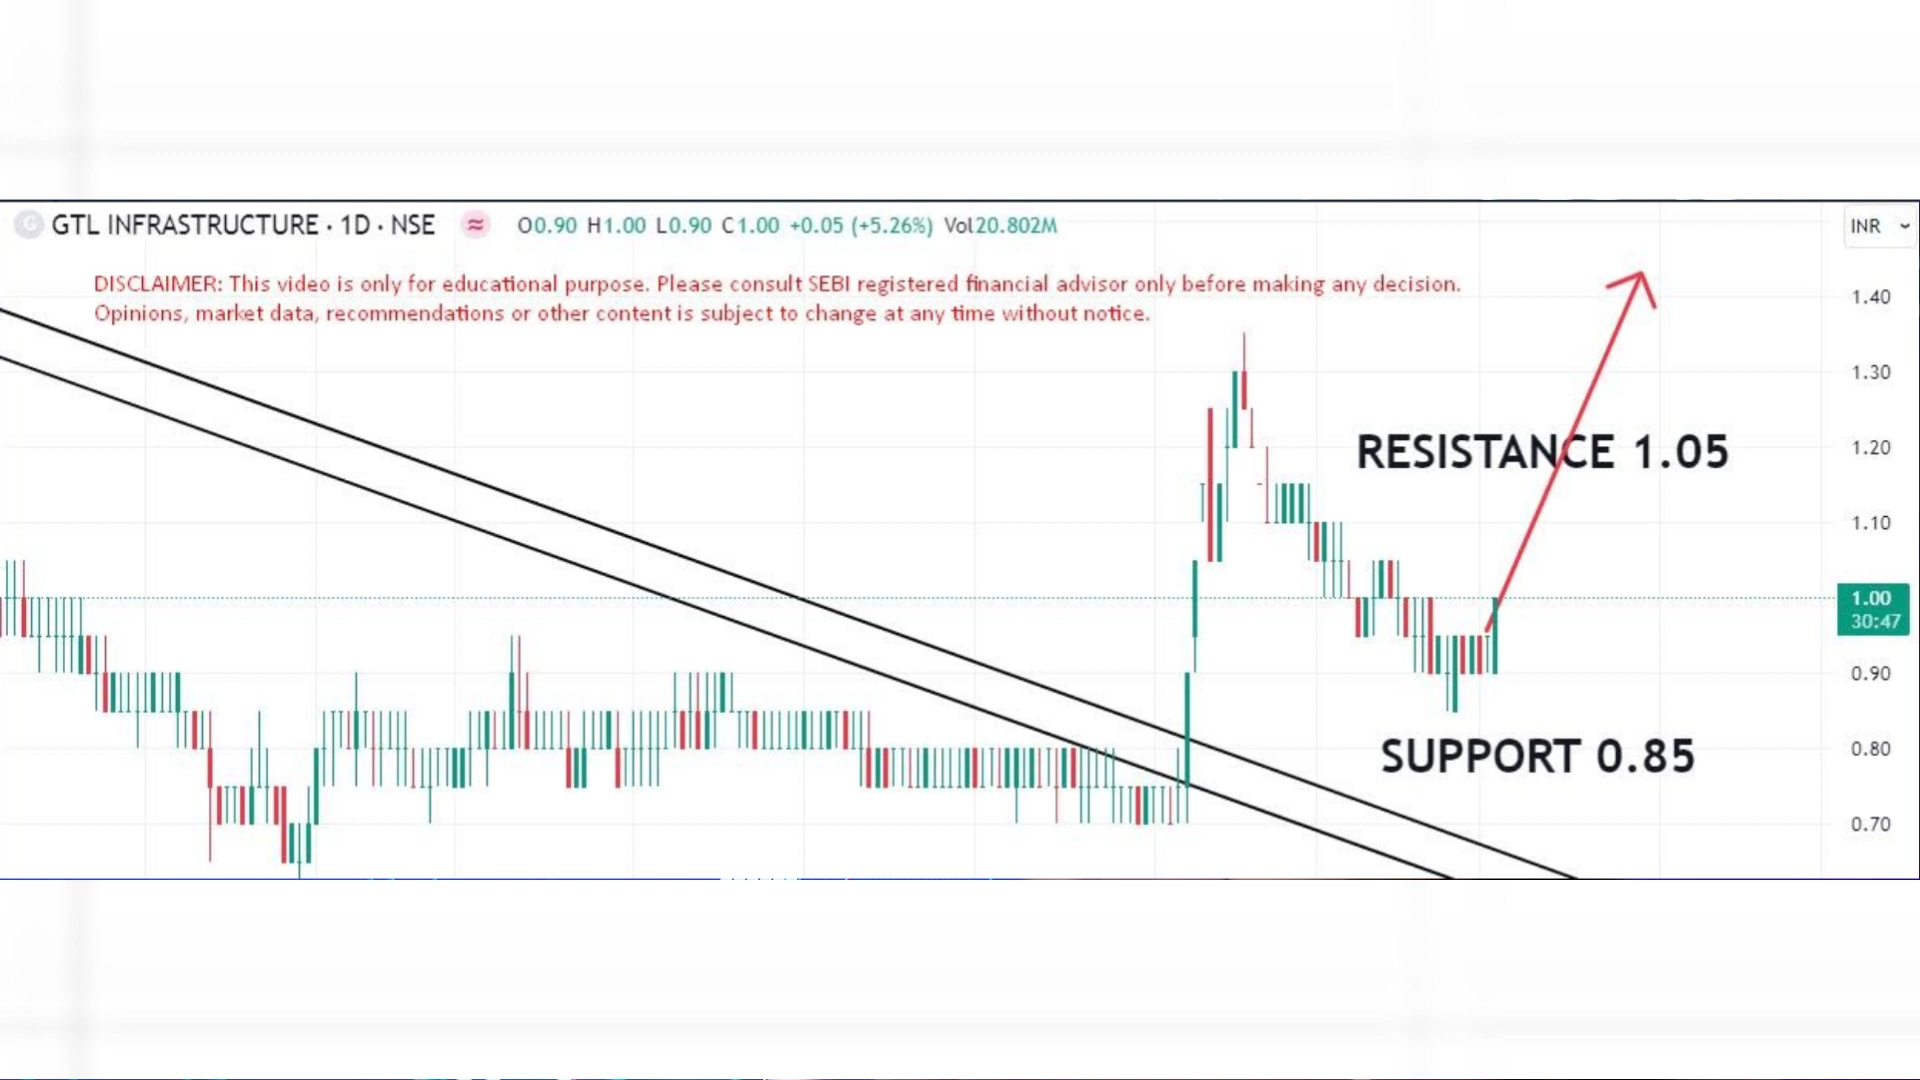 GTL INFRASTRUCTURE · 1D · NSE ≈ O0.90 H1.00 L0.90 C1.00 +0.05 (+5.26%) Vol20.802M INR
DISCLAIMER: This video is only for educational purpose. Please consult SEBI registered financial advisor only before making any decision.
Opinions, market data, recommendations or other content is subject to change at any time without notice.
1.40
1.30
RESISTANCE 1.05
1.20
1.10
1.00
30:47
0.90
SUPPORT 0.85
0.80
0.70